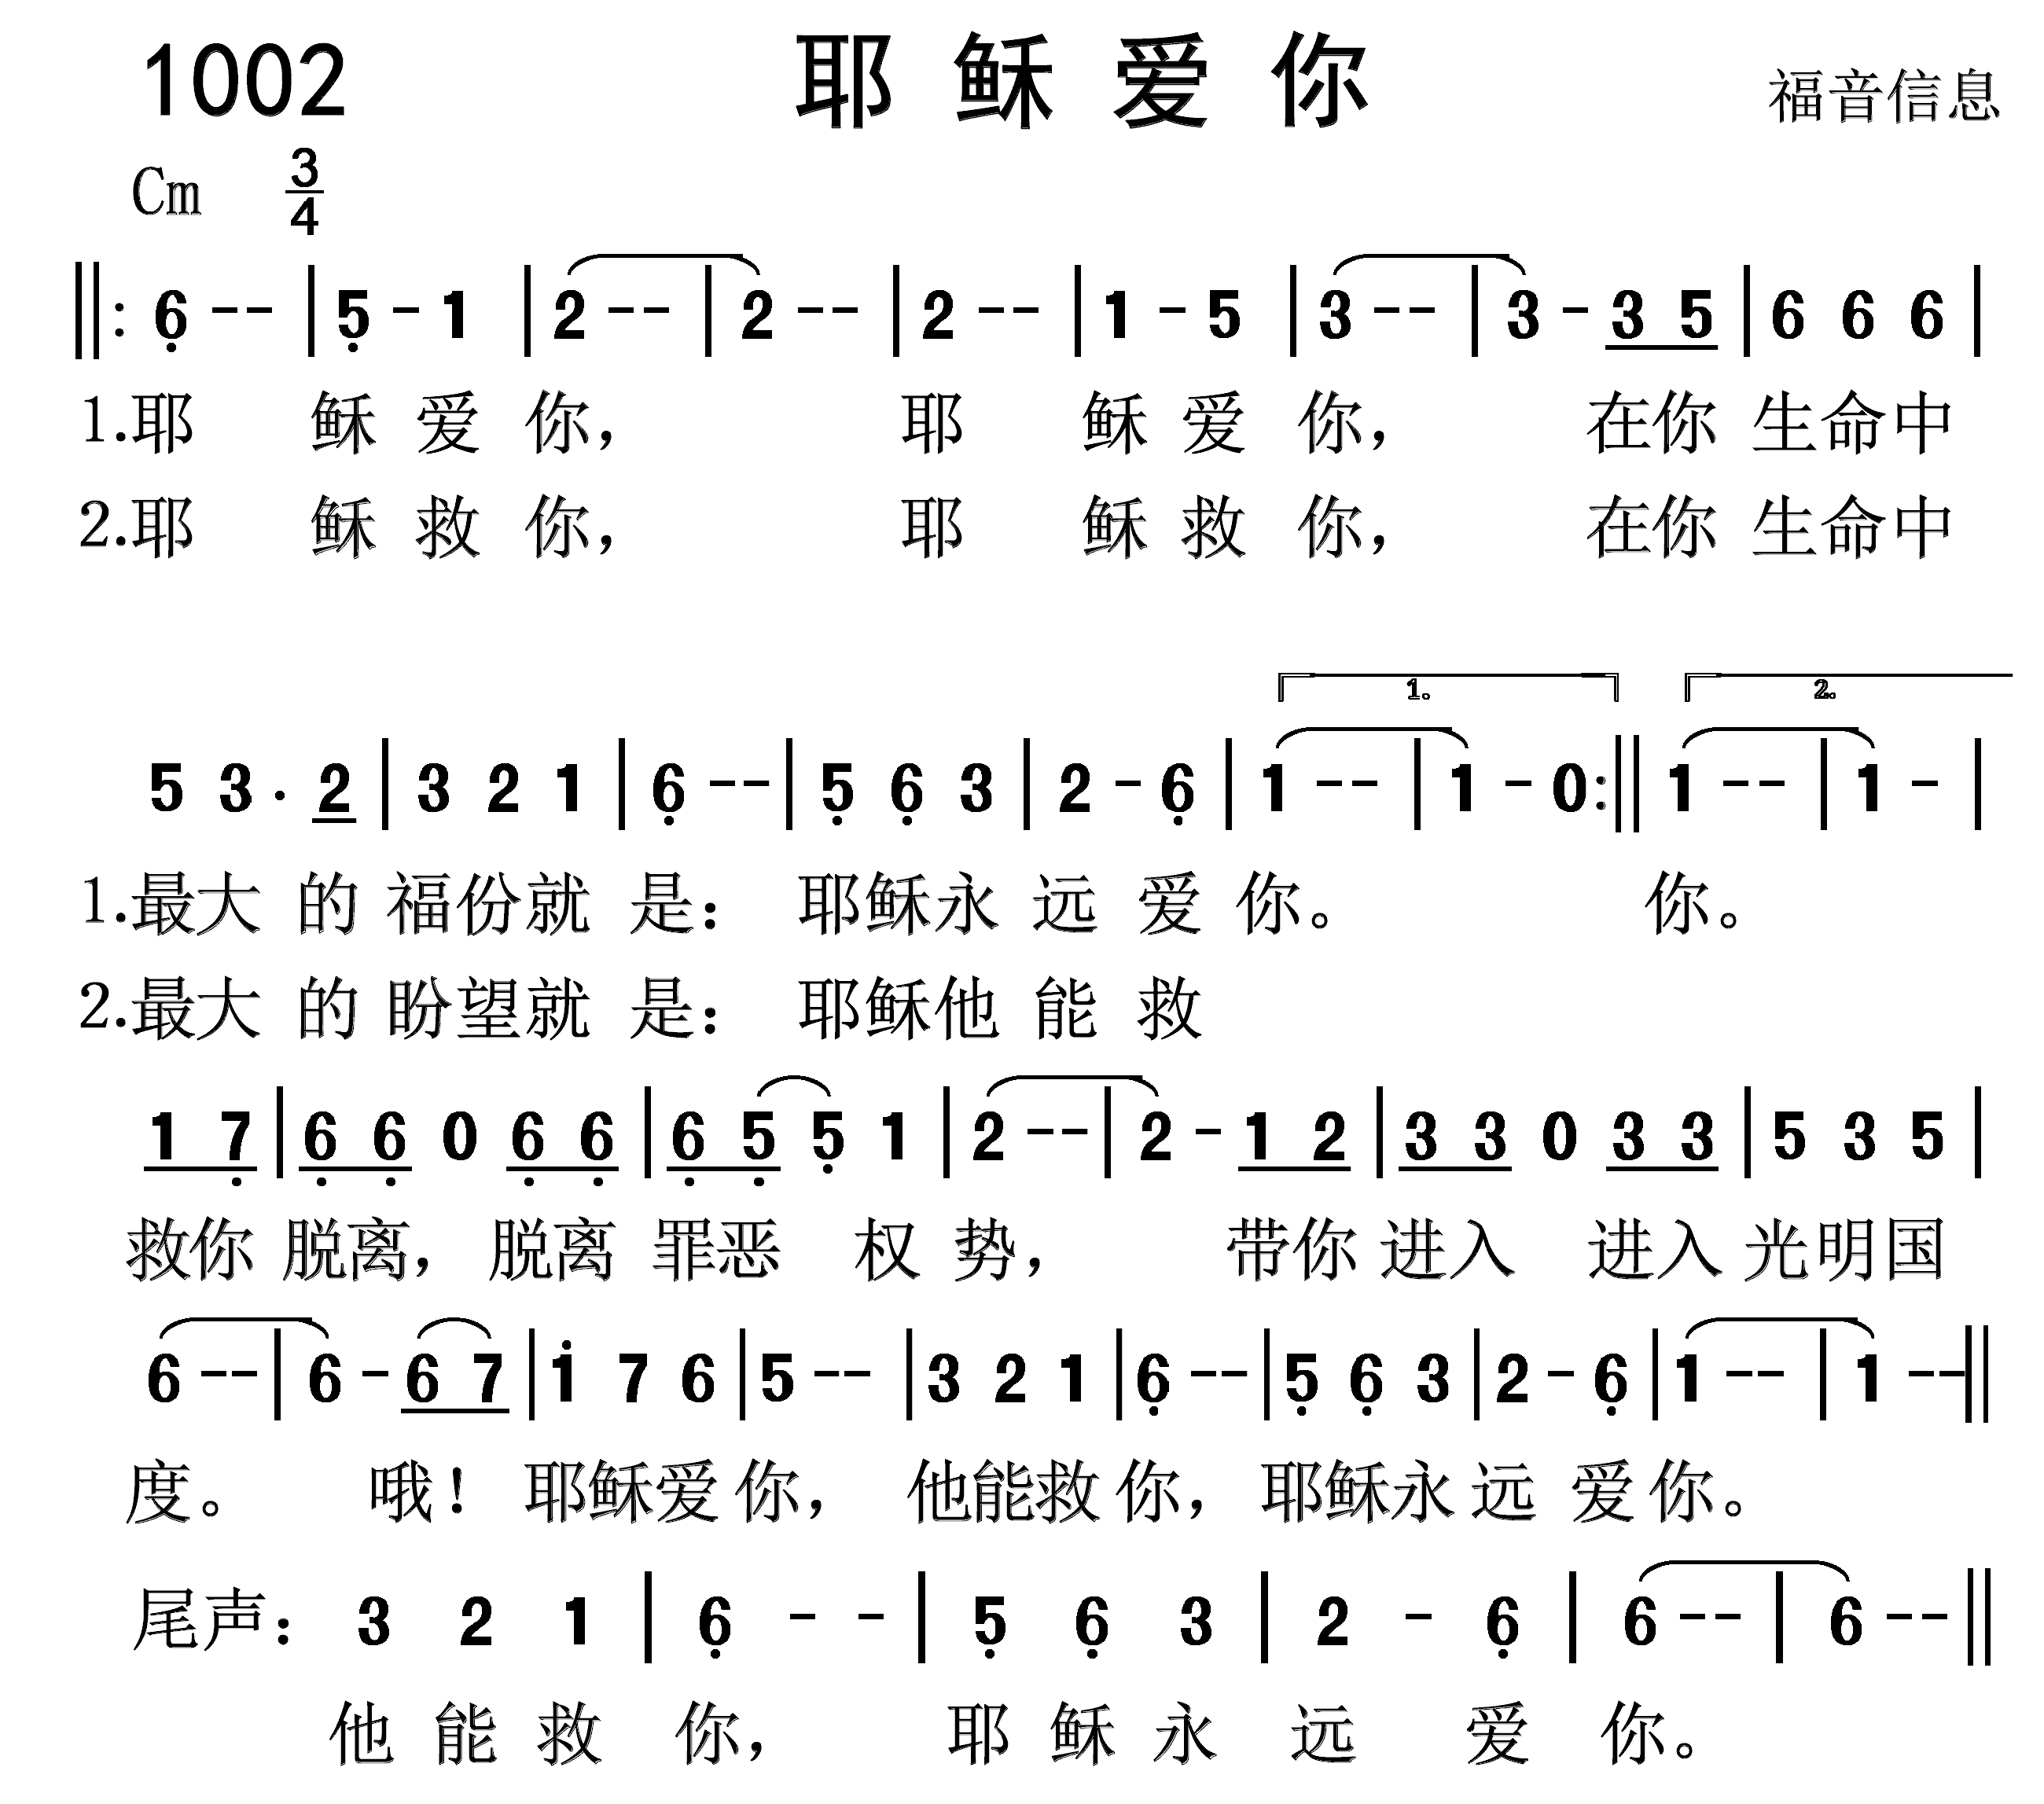 1002 耶稣爱你 福音信息
Cm 3/4
‖: 6 - - | 5 - 1 | 2 - - | 2 - - | 2 - - | 1 - 5 | 3 - - | 3 - 3 5 | 6 6 6 |
1.耶 稣 爱 你， 耶 稣 爱 你， 在你 生命中
2.耶 稣 救 你， 耶 稣 救 你， 在你 生命中
1。 2。
5 3 · 2 | 3 2 1 | 6 - - | 5 6 3 | 2 - 6 | 1 - - | 1 - 0 :‖ 1 - - | 1 - |
1.最大 的 福份就 是： 耶稣永 远 爱 你。 你。
2.最大 的 盼望就 是： 耶稣他 能 救
1 7 | 6 6 0 6 6 | 6 5 5 1 | 2 - - | 2 - 1 2 | 3 3 0 3 3 | 5 3 5 |
救你 脱离，脱离 罪恶 权 势， 带你 进入 进入 光明国
6 - - | 6 - 6 7 | i 7 6 | 5 - - | 3 2 1 | 6 - - | 5 6 3 | 2 - 6 | 1 - - | 1 - - ‖
度。 哦！ 耶稣爱 你， 他能救 你， 耶稣永 远 爱 你。
尾声： 3 2 1 | 6 - - | 5 6 3 | 2 - 6 | 6 - - | 6 - - ‖
他 能 救 你， 耶 稣 永 远 爱 你。